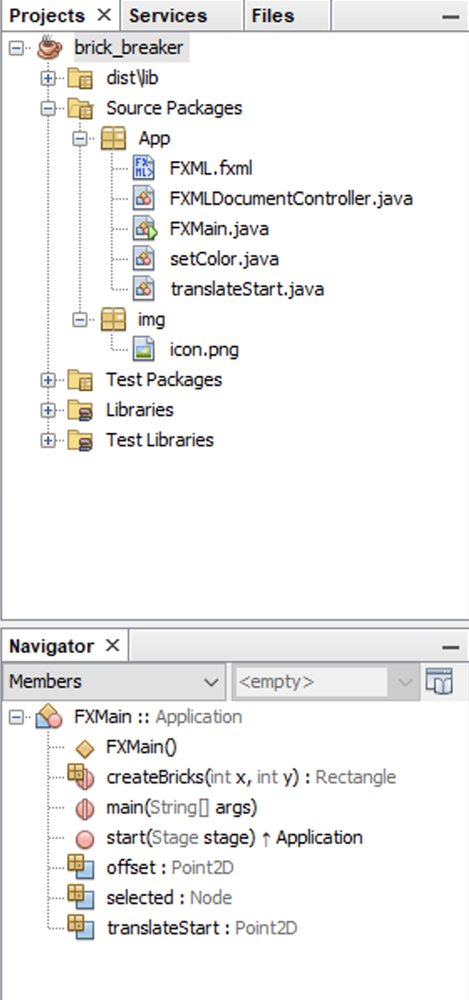 Projects Services Files
brick_breaker
dist\lib
Source Packages
App
FXML.fxml
FXMLDocumentController.java
FXMain.java
setColor.java
translateStart.java
img
icon.png
Test Packages
Libraries
Test Libraries
Navigator
Members <empty>
FXMain :: Application
FXMain()
createBricks(int x, int y) : Rectangle
main(String[] args)
start(Stage stage) ↑ Application
offset : Point2D
selected : Node
translateStart : Point2D